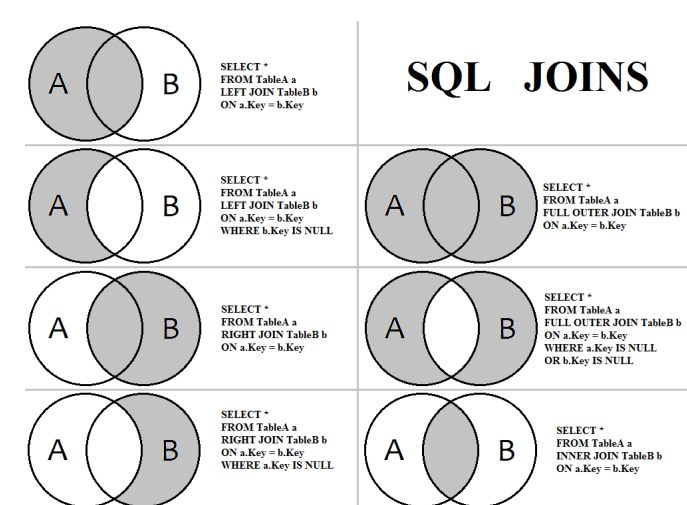 A B
SELECT *
FROM TableA a
LEFT JOIN TableB b
ON a.Key = b.Key
SQL JOINS
A B
SELECT *
FROM TableA a
LEFT JOIN TableB b
ON a.Key = b.Key
WHERE b.Key IS NULL
A B
SELECT *
FROM TableA a
FULL OUTER JOIN TableB b
ON a.Key = b.Key
A B
SELECT *
FROM TableA a
RIGHT JOIN TableB b
ON a.Key = b.Key
A B
SELECT *
FROM TableA a
FULL OUTER JOIN TableB b
ON a.Key = b.Key
WHERE a.Key IS NULL
OR b.Key IS NULL
A B
SELECT *
FROM TableA a
RIGHT JOIN TableB b
ON a.Key = b.Key
WHERE a.Key IS NULL
A B
SELECT *
FROM TableA a
INNER JOIN TableB b
ON a.Key = b.Key